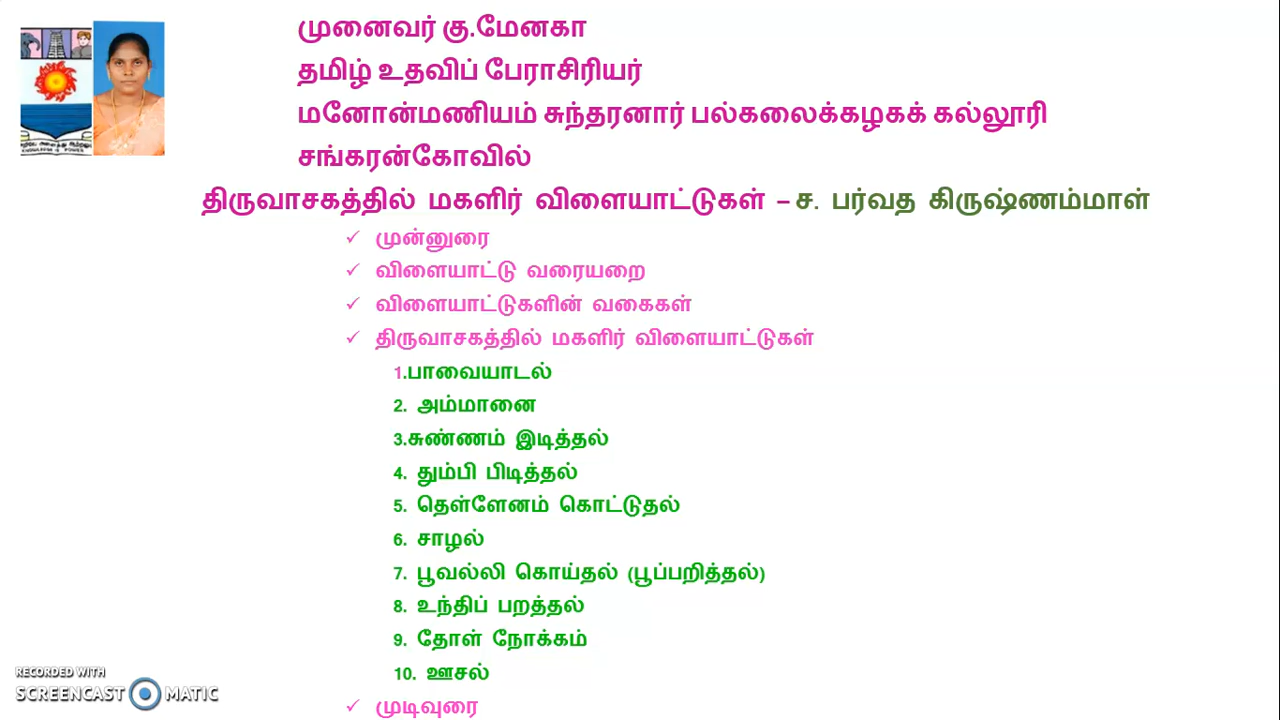 முனைவர் கு.மேனகா
தமிழ் உதவிப் பேராசிரியர்
மனோன்மணியம் சுந்தரனார் பல்கலைக்கழகக் கல்லூரி
சங்கரன்கோவில்
திருவாசகத்தில் மகளிர் விளையாட்டுகள் – ச. பர்வத கிருஷ்ணம்மாள்
✓ முன்னுரை
✓ விளையாட்டு வரையறை
✓ விளையாட்டுகளின் வகைகள்
✓ திருவாசகத்தில் மகளிர் விளையாட்டுகள்
1.பாவையாடல்
2. அம்மானை
3.சுண்ணம் இடித்தல்
4. தும்பி பிடித்தல்
5. தெள்ளேனம் கொட்டுதல்
6. சாழல்
7. பூவல்லி கொய்தல் (பூப்பறித்தல்)
8. உந்திப் பறத்தல்
9. தோள் நோக்கம்
10. ஊசல்
✓ முடிவுரை
RECORDED WITH
SCREENCAST MATIC